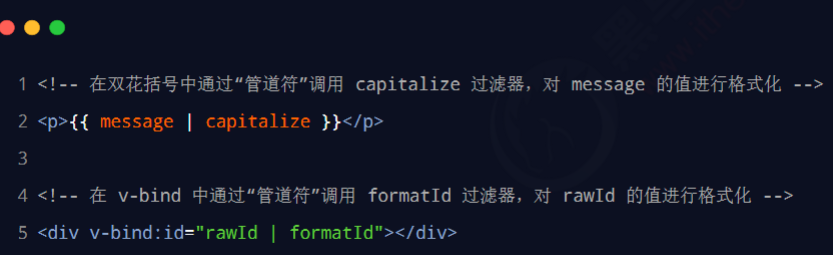 1 <!-- 在双花括号中通过“管道符”调用 capitalize 过滤器，对 message 的值进行格式化 -->
2 <p>{{ message | capitalize }}</p>
3
4 <!-- 在 v-bind 中通过“管道符”调用 formatId 过滤器，对 rawId 的值进行格式化 -->
5 <div v-bind:id="rawId | formatId"></div>